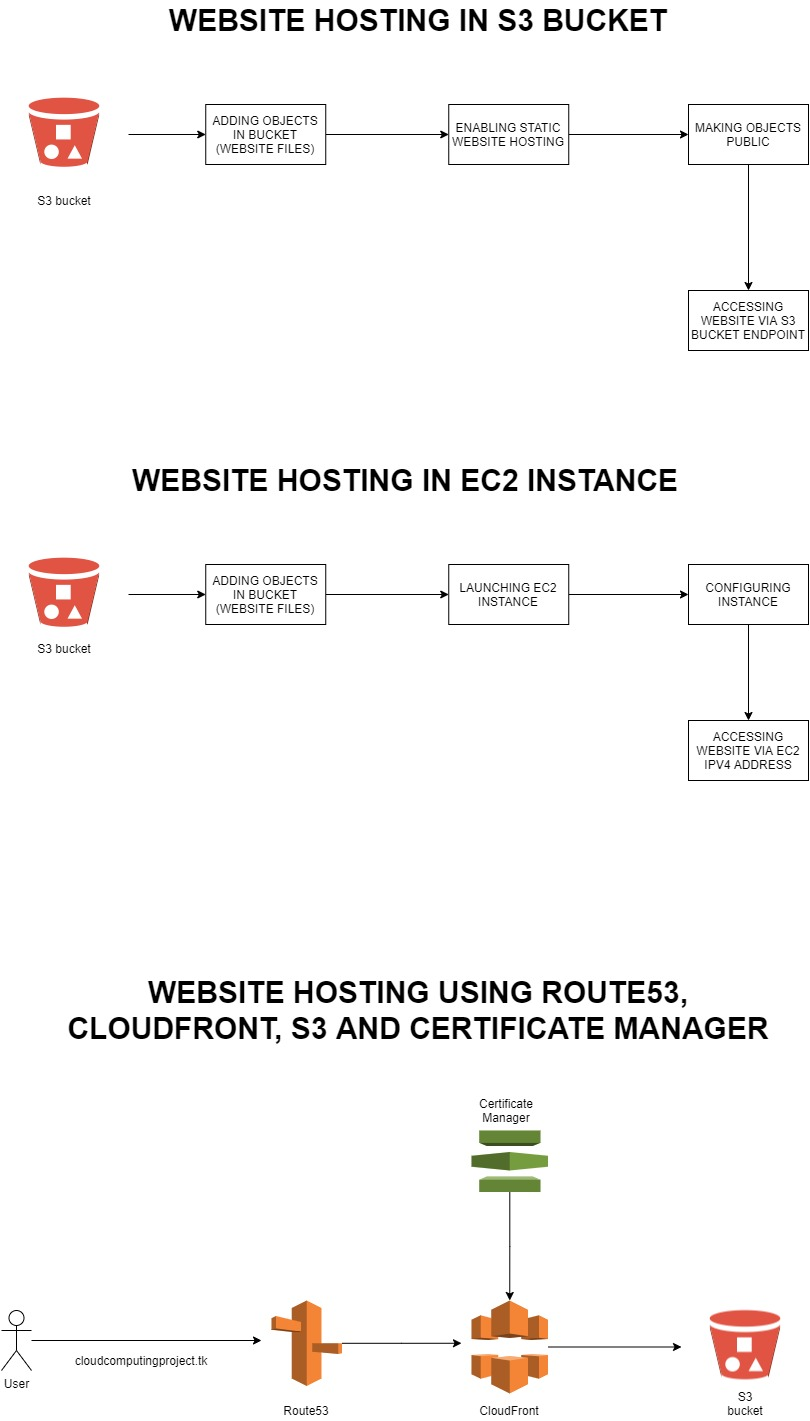 WEBSITE HOSTING IN S3 BUCKET
ADDING OBJECTS
IN BUCKET
(WEBSITE FILES)
ENABLING STATIC
WEBSITE HOSTING
MAKING OBJECTS
PUBLIC
S3 bucket
ACCESSING
WEBSITE VIA S3
BUCKET ENDPOINT
WEBSITE HOSTING IN EC2 INSTANCE
ADDING OBJECTS
IN BUCKET
(WEBSITE FILES)
LAUNCHING EC2
INSTANCE
CONFIGURING
INSTANCE
S3 bucket
ACCESSING
WEBSITE VIA EC2
IPV4 ADDRESS
WEBSITE HOSTING USING ROUTE53,
CLOUDFRONT, S3 AND CERTIFICATE MANAGER
Certificate
Manager
cloudcomputingproject.tk
User
Route53
CloudFront
S3
bucket